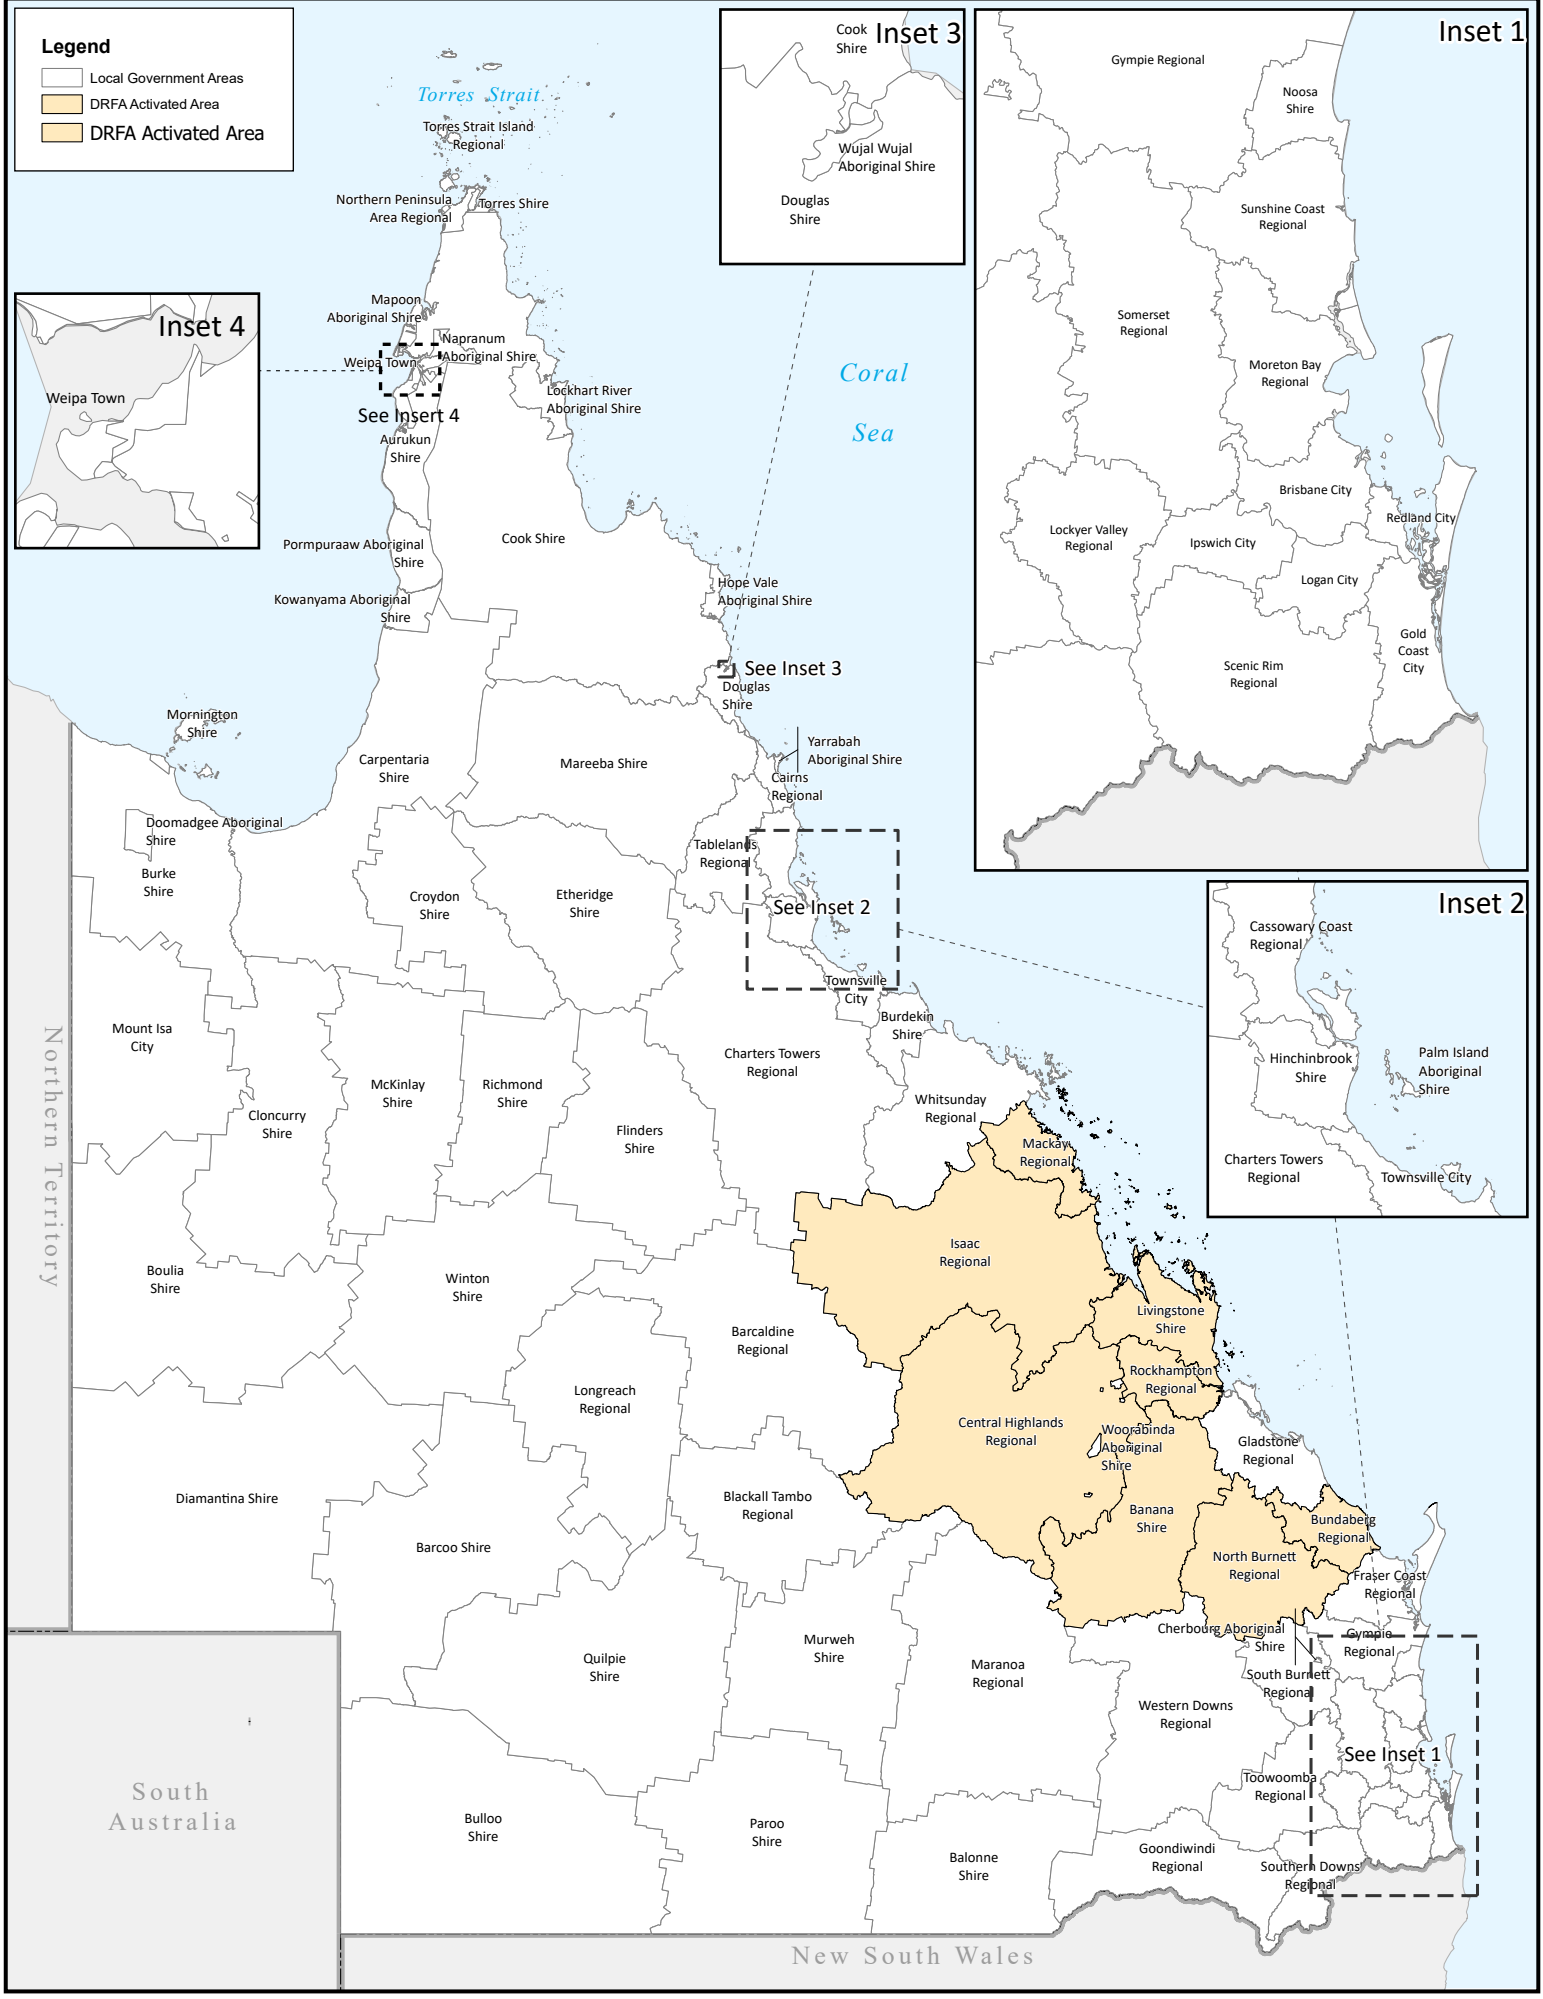 Legend
Local Government Areas
DRFA Activated Area
DRFA Activated Area
Inset 3
Cook
Shire
Wujal Wujal
Aboriginal Shire
Douglas
Shire
Inset 1
Gympie Regional
Noosa
Shire
Sunshine Coast
Regional
Somerset
Regional
Moreton Bay
Regional
Brisbane City
Redland City
Lockyer Valley
Regional
Ipswich City
Logan City
Gold
Coast
City
Scenic Rim
Regional
Inset 4
Weipa Town
Inset 2
Cassowary Coast
Regional
Hinchinbrook
Shire
Palm Island
Aboriginal
Shire
Charters Towers
Regional
Townsville City
Torres Strait
Torres Strait Island
Regional
Northern Peninsula
Area Regional
Torres Shire
Mapoon
Aboriginal Shire
Napranum
Aboriginal Shire
Weipa Town
See Insert 4
Lockhart River
Aboriginal Shire
Aurukun
Shire
Coral
Sea
Cook Shire
Pormpuraaw Aboriginal
Shire
Kowanyama Aboriginal
Shire
Hope Vale
Aboriginal Shire
See Inset 3
Douglas
Shire
Mornington
Shire
Carpentaria
Shire
Mareeba Shire
Yarrabah
Aboriginal Shire
Cairns
Regional
Doomadgee Aboriginal
Shire
Burke
Shire
Croydon
Shire
Etheridge
Shire
Tablelands
Regional
See Inset 2
Townsville
City
Burdekin
Shire
Mount Isa
City
Cloncurry
Shire
McKinlay
Shire
Richmond
Shire
Flinders
Shire
Charters Towers
Regional
Whitsunday
Regional
Mackay
Regional
Northern Territory
Boulia
Shire
Winton
Shire
Isaac
Regional
Livingstone
Shire
Barcaldine
Regional
Longreach
Regional
Rockhampton
Regional
Central Highlands
Regional
Woorabinda
Aboriginal
Shire
Gladstone
Regional
Diamantina Shire
Blackall Tambo
Regional
Banana
Shire
Bundaberg
Regional
Barcoo Shire
North Burnett
Regional
Fraser Coast
Regional
Cherbourg Aboriginal
Shire
Gympie
Regional
Quilpie
Shire
Murweh
Shire
Maranoa
Regional
South Burnett
Regional
Western Downs
Regional
See Inset 1
Toowoomba
Regional
South
Australia
Bulloo
Shire
Paroo
Shire
Balonne
Shire
Goondiwindi
Regional
Southern Downs
Regional
New South Wales